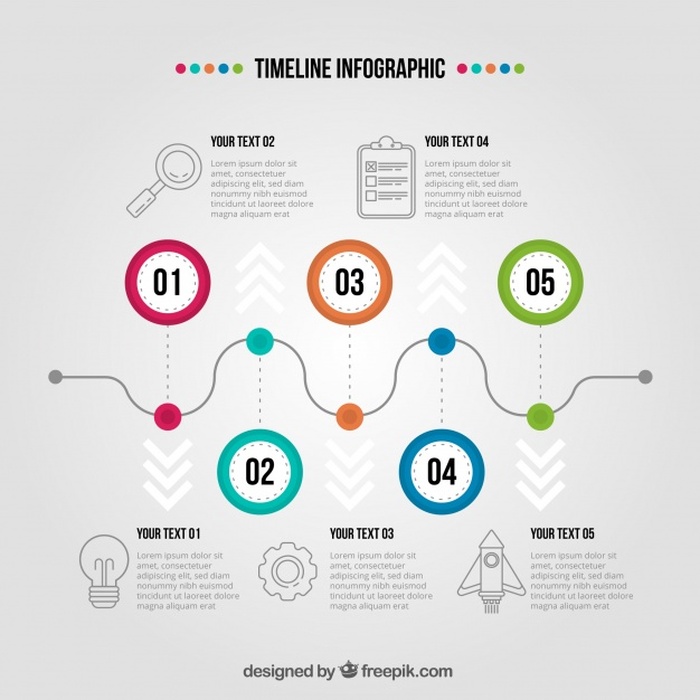 TIMELINE INFOGRAPHIC
YOUR TEXT 02
Lorem ipsum dolor sit
amet, consectetuer
adipiscing elit, sed diam
nonummy nibh euismod
tincidunt ut laoreet dolore
magna aliquam erat
YOUR TEXT 04
Lorem ipsum dolor sit
amet, consectetuer
adipiscing elit, sed diam
nonummy nibh euismod
tincidunt ut laoreet dolore
magna aliquam erat
01
03
05
02
04
YOUR TEXT 01
Lorem ipsum dolor sit
amet, consectetuer
adipiscing elit, sed diam
nonummy nibh euismod
tincidunt ut laoreet dolore
magna aliquam erat
YOUR TEXT 03
Lorem ipsum dolor sit
amet, consectetuer
adipiscing elit, sed diam
nonummy nibh euismod
tincidunt ut laoreet dolore
magna aliquam erat
YOUR TEXT 05
Lorem ipsum dolor sit
amet, consectetuer
adipiscing elit, sed diam
nonummy nibh euismod
tincidunt ut laoreet dolore
magna aliquam erat
designed by freepik.com